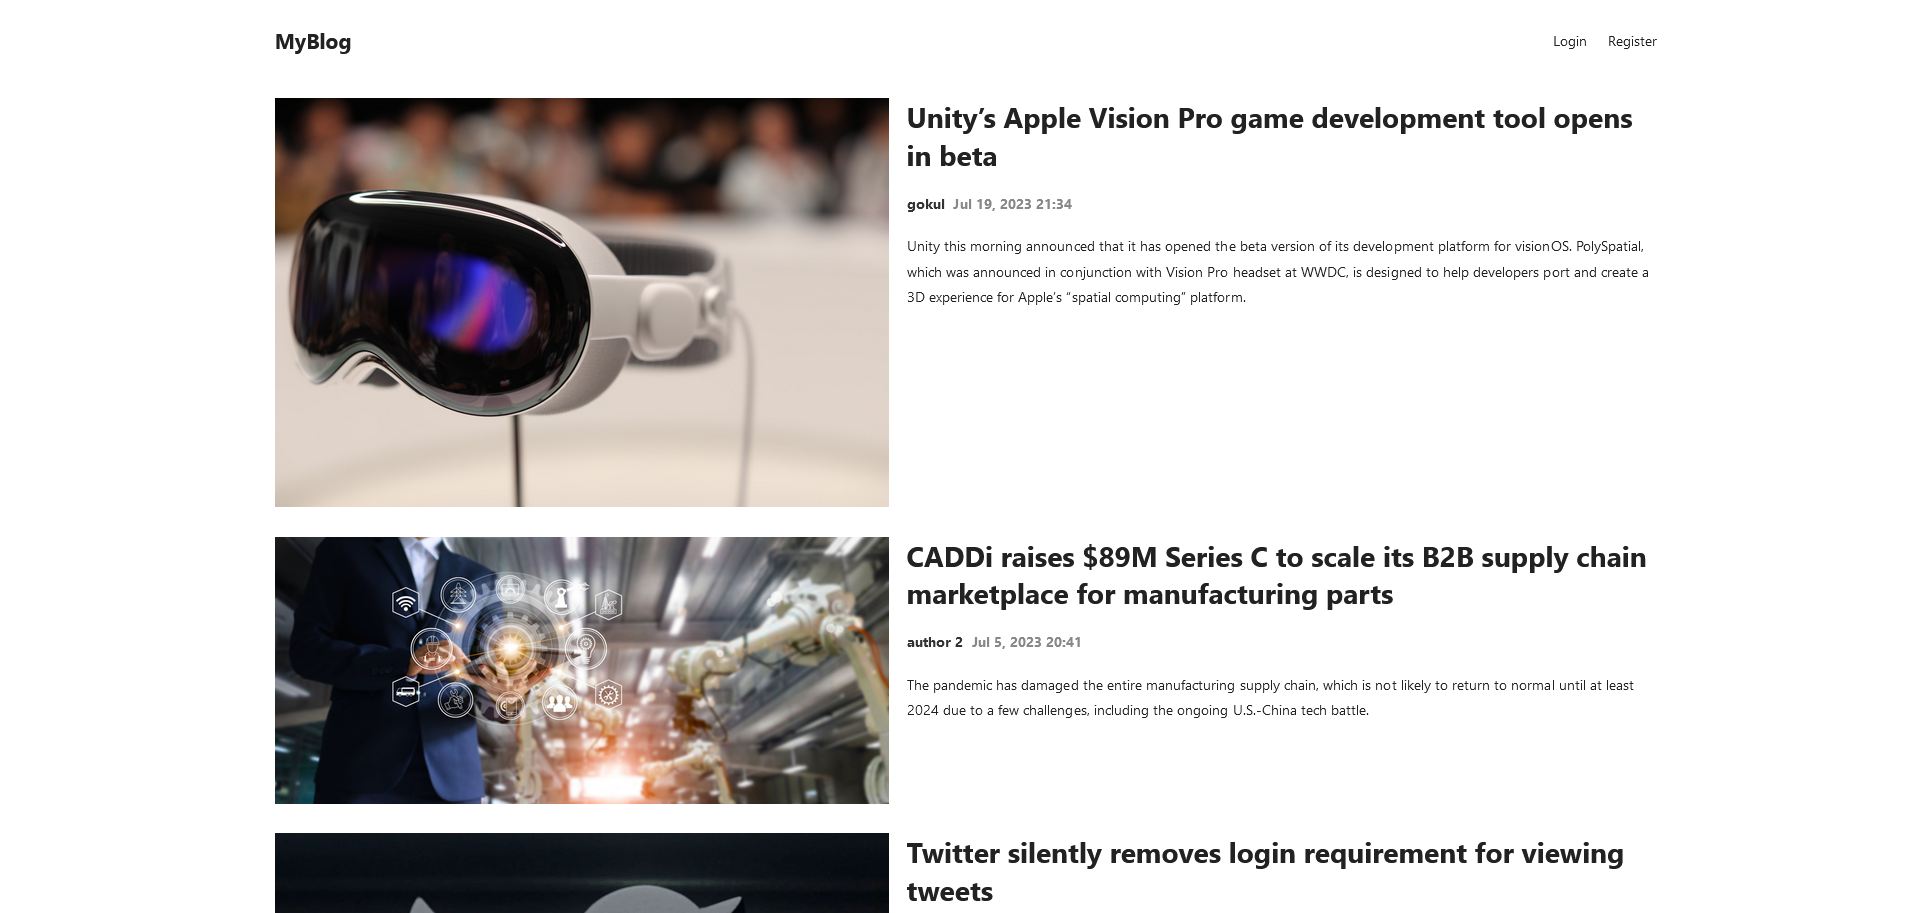 MyBlog
Login Register
Unity’s Apple Vision Pro game development tool opens
in beta
gokul Jul 19, 2023 21:34
Unity this morning announced that it has opened the beta version of its development platform for visionOS. PolySpatial,
which was announced in conjunction with Vision Pro headset at WWDC, is designed to help developers port and create a
3D experience for Apple’s “spatial computing” platform.
CADDi raises $89M Series C to scale its B2B supply chain
marketplace for manufacturing parts
author 2 Jul 5, 2023 20:41
The pandemic has damaged the entire manufacturing supply chain, which is not likely to return to normal until at least
2024 due to a few challenges, including the ongoing U.S.-China tech battle.
Twitter silently removes login requirement for viewing
tweets